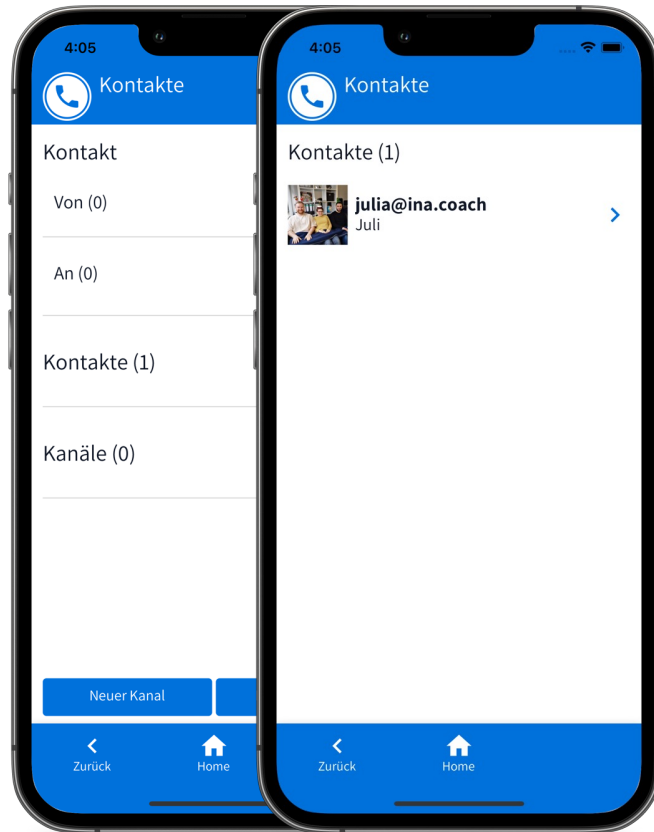 4:05
Kontakte
Kontakt
Von (0)
An (0)
Kontakte (1)
Kanäle (0)
Neuer Kanal
Zurück
Home
4:05
Kontakte
Kontakte (1)
julia@ina.coach
Juli
Zurück
Home